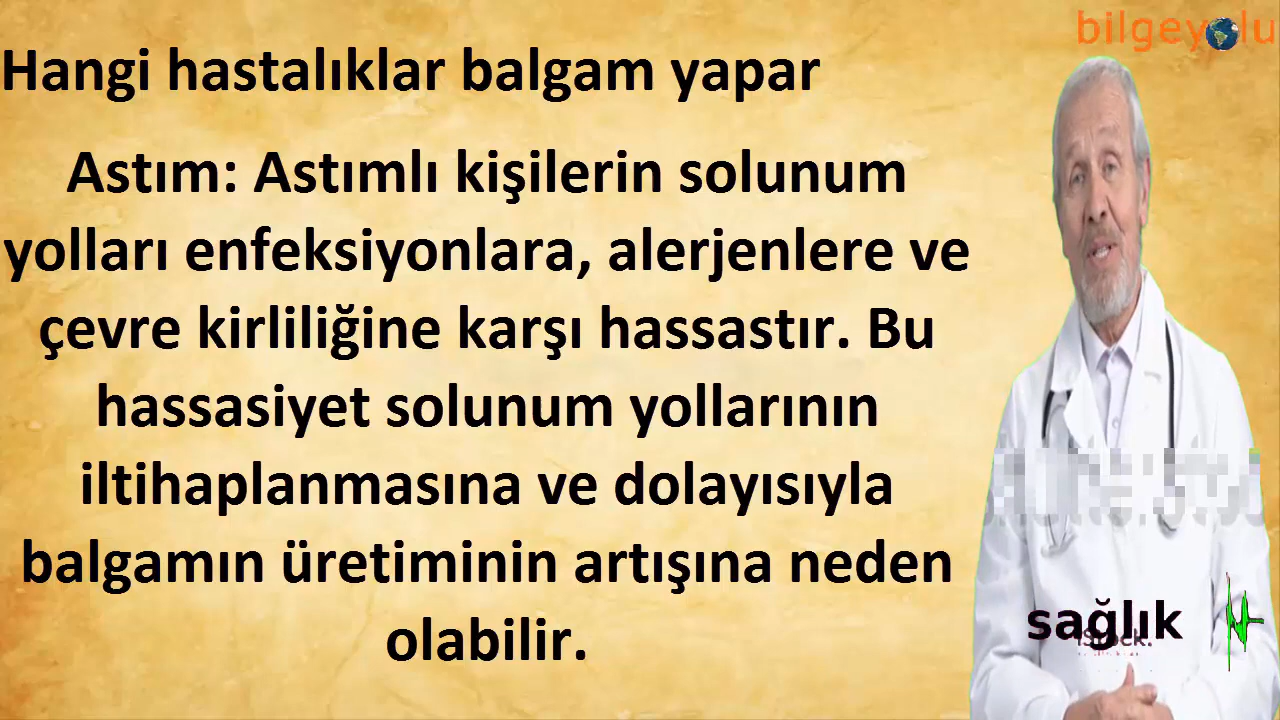 bilgeyolu
Hangi hastalıklar balgam yapar
Astım: Astımlı kişilerin solunum
yolları enfeksiyonlara, alerjenlere ve
çevre kirliliğine karşı hassastır. Bu
hassasiyet solunum yollarının
iltihaplanmasına ve dolayısıyla
balgamın üretiminin artışına neden
olabilir.
sağlık
iStock.